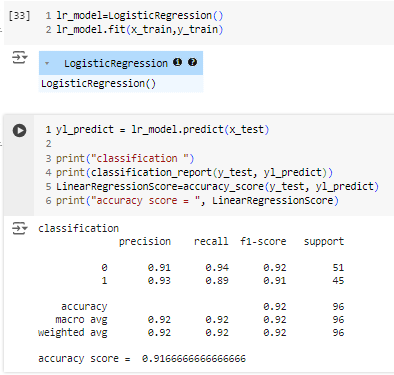 [33]
1 lr_model=LogisticRegression()
2 lr_model.fit(x_train,y_train)
LogisticRegression i ?
LogisticRegression()
1 yl_predict = lr_model.predict(x_test)
2
3 print("classification ")
4 print(classification_report(y_test, yl_predict))
5 LinearRegressionScore=accuracy_score(y_test, yl_predict)
6 print("accuracy score = ", LinearRegressionScore)
classification
precision recall f1-score support
0 0.91 0.94 0.92 51
1 0.93 0.89 0.91 45
accuracy 0.92 96
macro avg 0.92 0.92 0.92 96
weighted avg 0.92 0.92 0.92 96
accuracy score = 0.9166666666666666